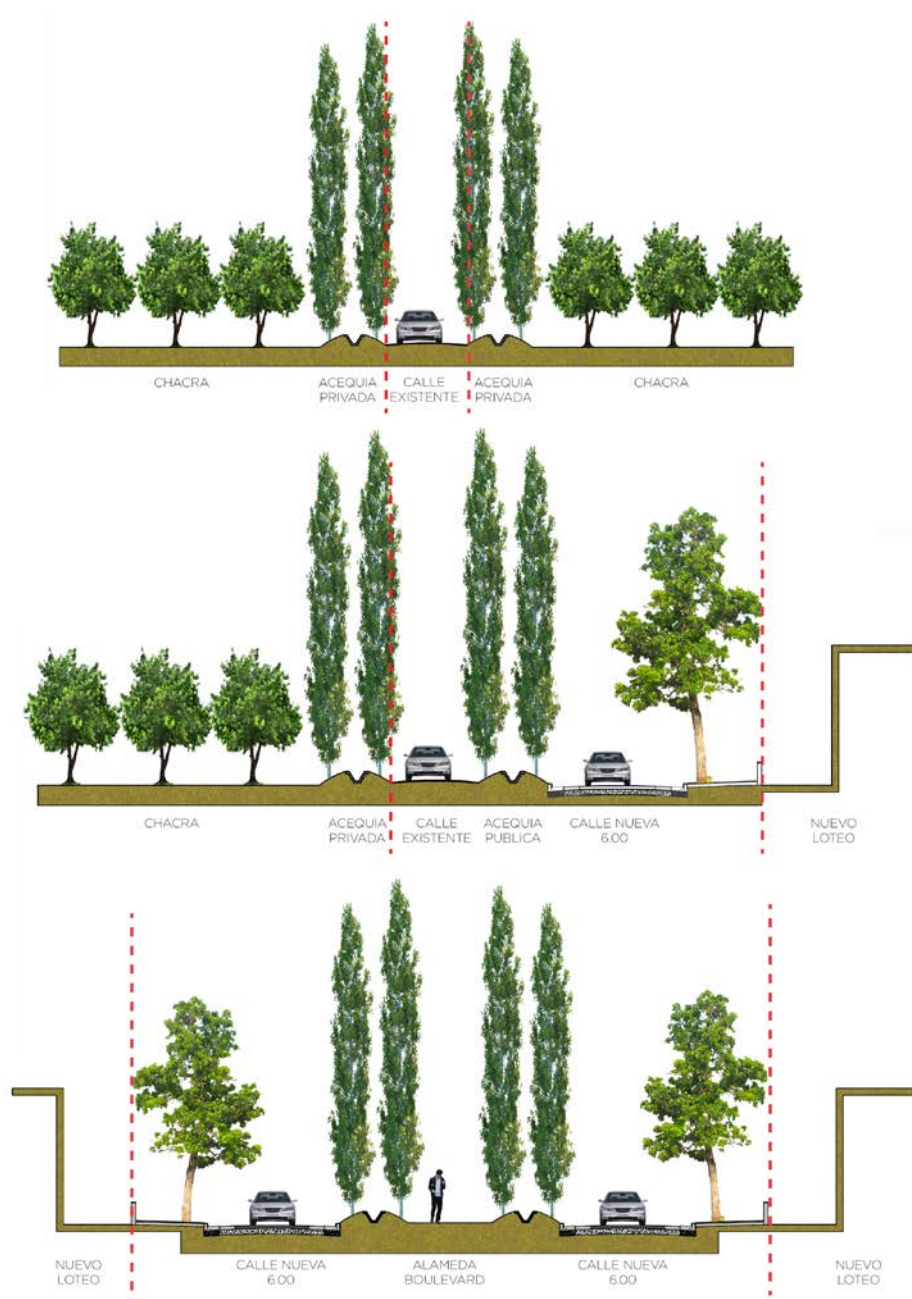 CHACRA
ACEQUIA
PRIVADA
CALLE
EXISTENTE
ACEQUIA
PRIVADA
CHACRA
CHACRA
ACEQUIA
PRIVADA
CALLE
EXISTENTE
ACEQUIA
PUBLICA
CALLE NUEVA
6.00
NUEVO
LOTEO
NUEVO
LOTEO
CALLE NUEVA
6.00
ALAMEDA
BOULEVARD
CALLE NUEVA
6.00
NUEVO
LOTEO